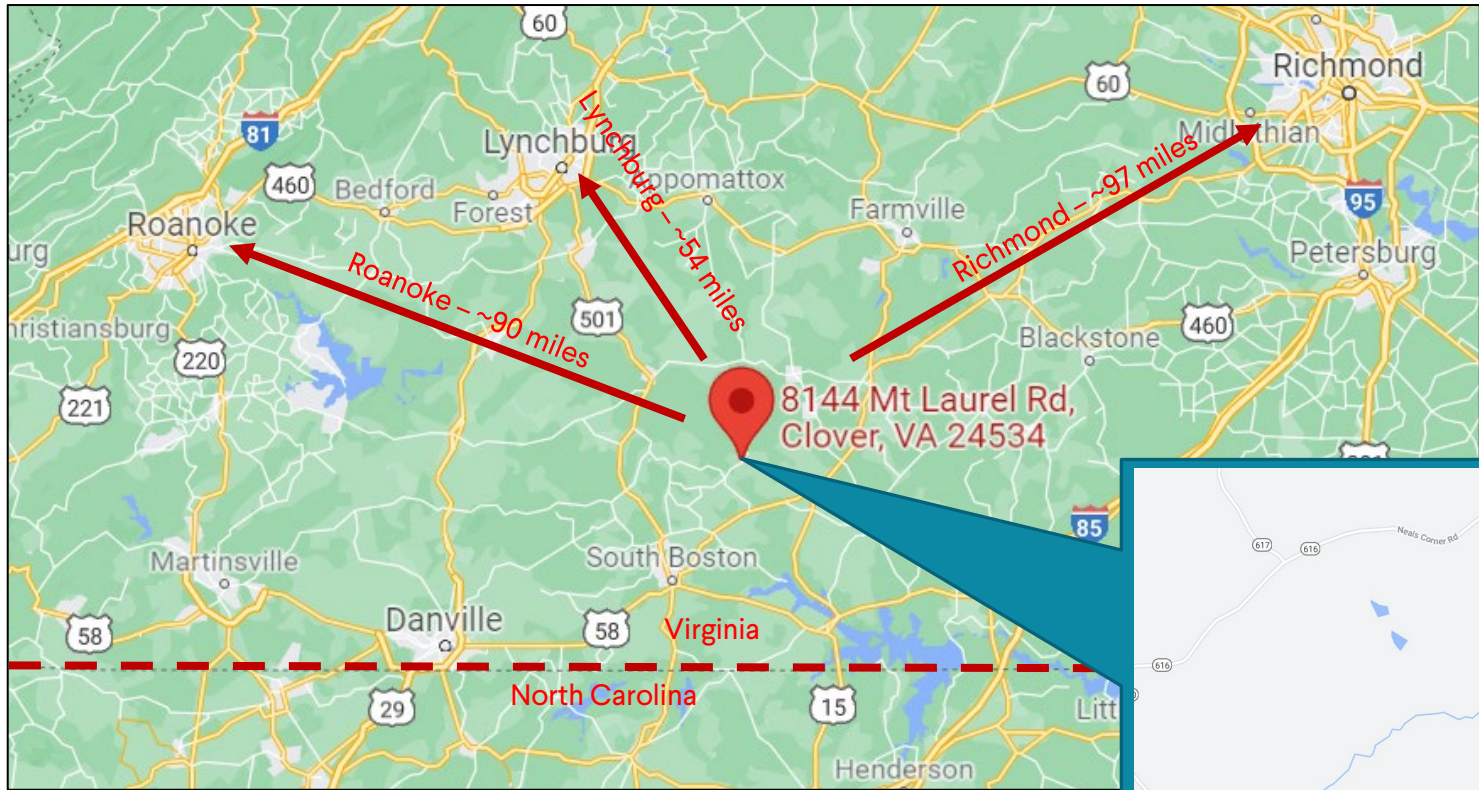 60
Richmond
60
81
Lynchburg
Midlothian
Lynchburg – ~54 miles
460
Bedford
Appomattox
Forest
Farmville
95
Richmond – ~97 miles
Roanoke
Petersburg
Roanoke – ~90 miles
501
460
Christiansburg
220
Blackstone
221
8144 Mt Laurel Rd,
Clover, VA 24534
85
617
616
Neals Corner Rd
Martinsville
South Boston
58
Danville
58
Virginia
616
North Carolina
29
15
Litt
Henderson